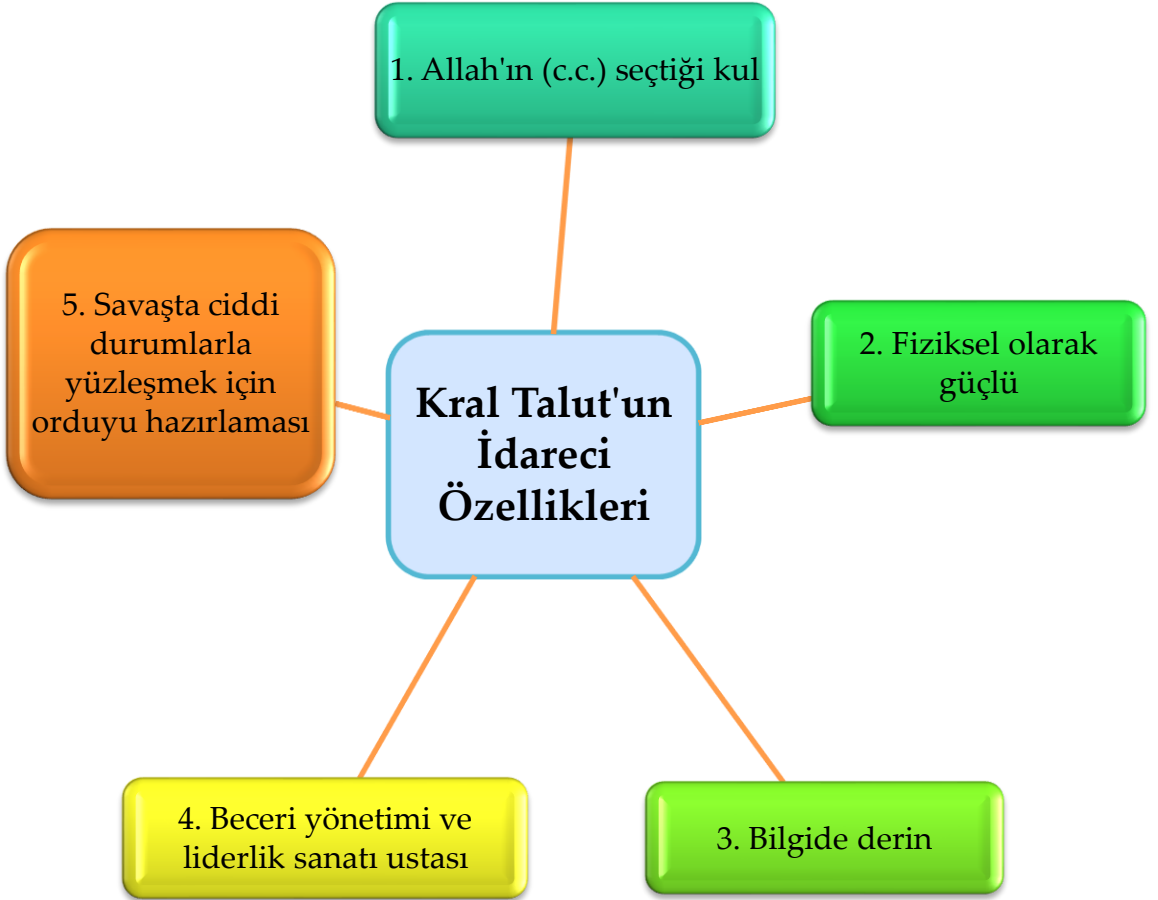 1. Allah'ın (c.c.) seçtiği kul
2. Fiziksel olarak
güçlü
3. Bilgide derin
4. Beceri yönetimi ve
liderlik sanatı ustası
5. Savaşta ciddi
durumlarla
yüzleşmek için
orduyu hazırlaması
Kral Talut'un
İdareci
Özellikleri